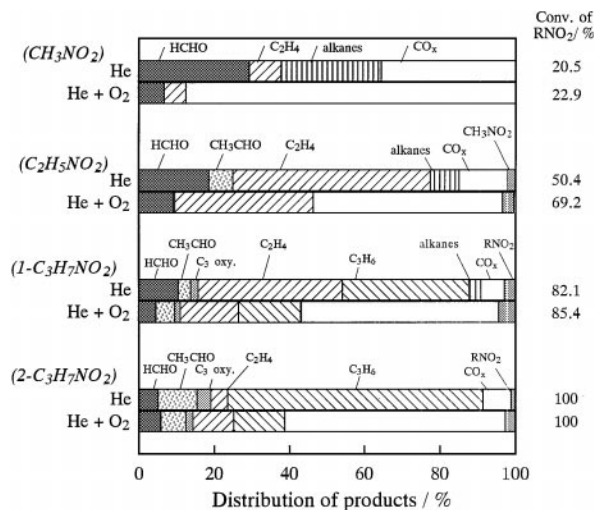 Conv. of
RNO2/ %
HCHO C2H4 alkanes COx
(CH3NO2)
He 20.5
He + O2 22.9
CH3NO2
HCHO CH3CHO C2H4 alkanes COx
(C2H5NO2)
He 50.4
He + O2 69.2
CH3CHO C2H4 alkanes RNO2
(1-C3H7NO2)
HCHO C3 oxy. C3H6 COx
He 82.1
He + O2 85.4
CH3CHO C2H4 RNO2
(2-C3H7NO2)
HCHO C3 oxy. C3H6 COx
He 100
He + O2 100
0 20 40 60 80 100
Distribution of products / %